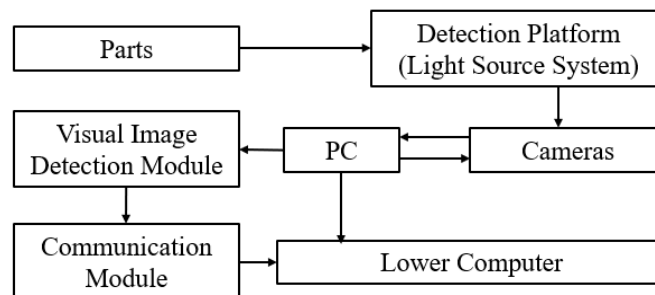 Parts
Detection Platform
(Light Source System)
Visual Image
Detection Module
PC
Cameras
Communication
Module
Lower Computer